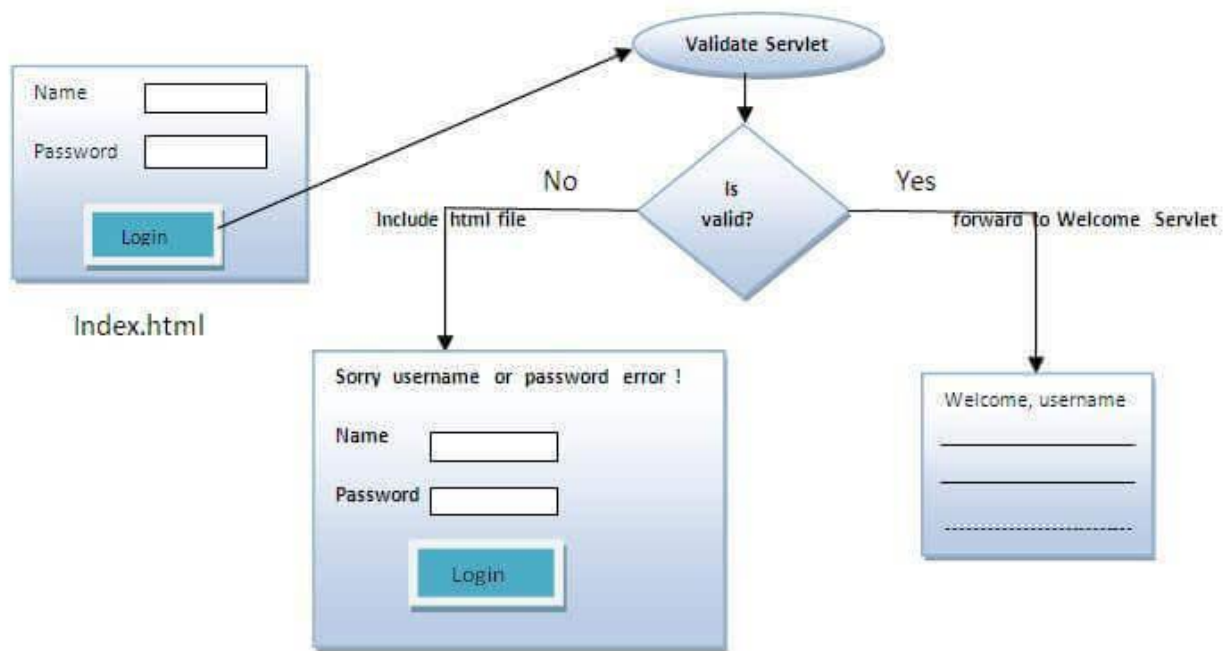 Validate Servlet
Name
Password
Login
Index.html
Is
valid?
No
Include html file
Yes
forward to Welcome Servlet
Sorry username or password error !
Name
Password
Login
Welcome, username